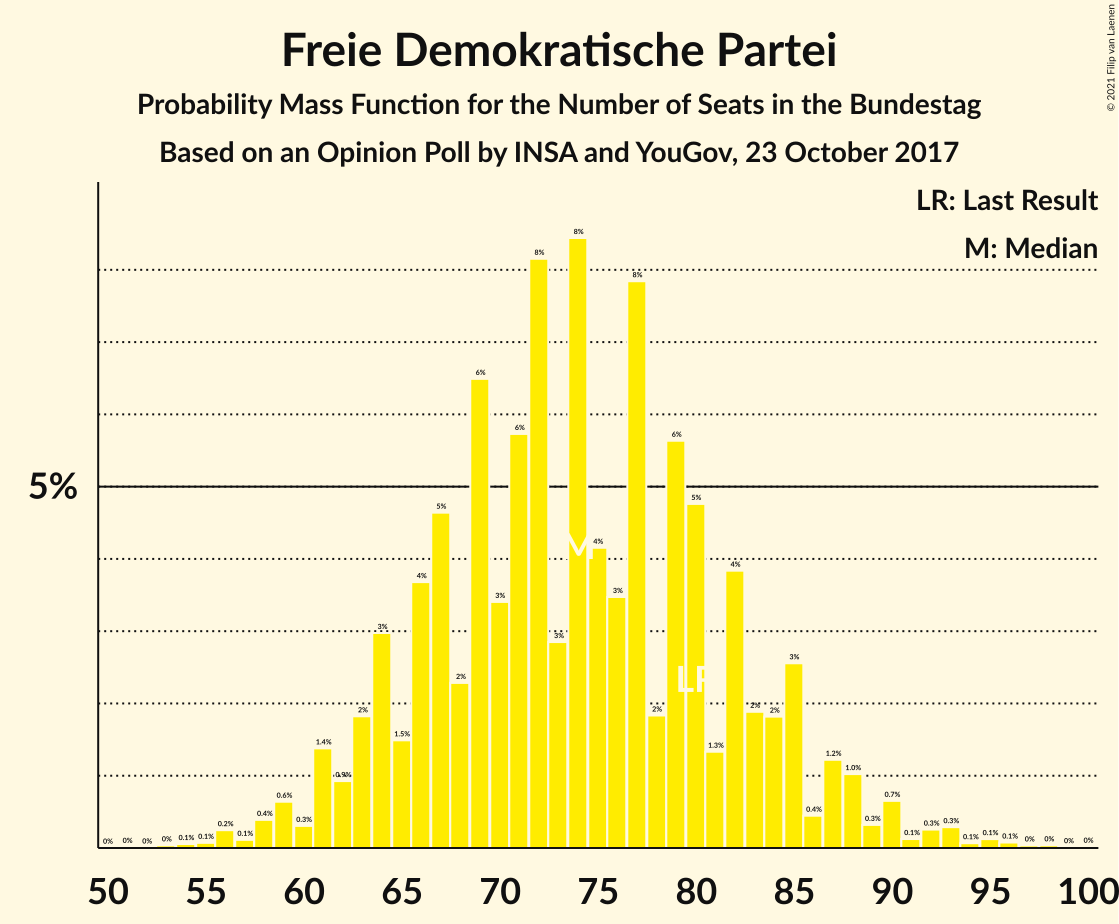 Freie Demokratische Partei
Probability Mass Function for the Number of Seats in the Bundestag
Based on an Opinion Poll by INSA and YouGov, 23 October 2017
© 2021 Filip van Laenen
LR: Last Result
M: Median
5%
0% 0% 0% 0% 0.1% 0.1% 0.2% 0.1% 0.4% 0.6% 0.3% 1.4% 0.9% 2% 3% 1.5% 4% 5% 2% 6% 3% 6% 8% 3% 8% 4% 3% 8% 2% 6% 5% 1.3% 4% 2% 2% 3% 0.4% 1.2% 1.0% 0.3% 0.7% 0.1% 0.3% 0.3% 0.1% 0.1% 0.1% 0% 0% 0% 0%
M
LR
50 55 60 65 70 75 80 85 90 95 100